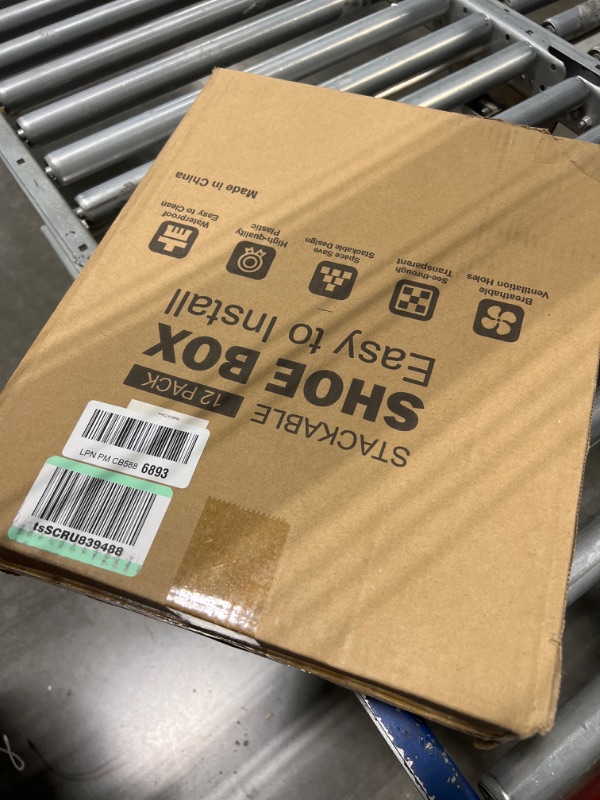 STACKABLE
SHOE BOX
12 PACK
Easy to Install
Breathable
Ventilation Holes
See-through
Transparent
Space Save
Stackable Design
High-quality
Plastic
Waterproof
Easy to Clean
Made in China
LPN PM CB568 6893
tsSCRU839488